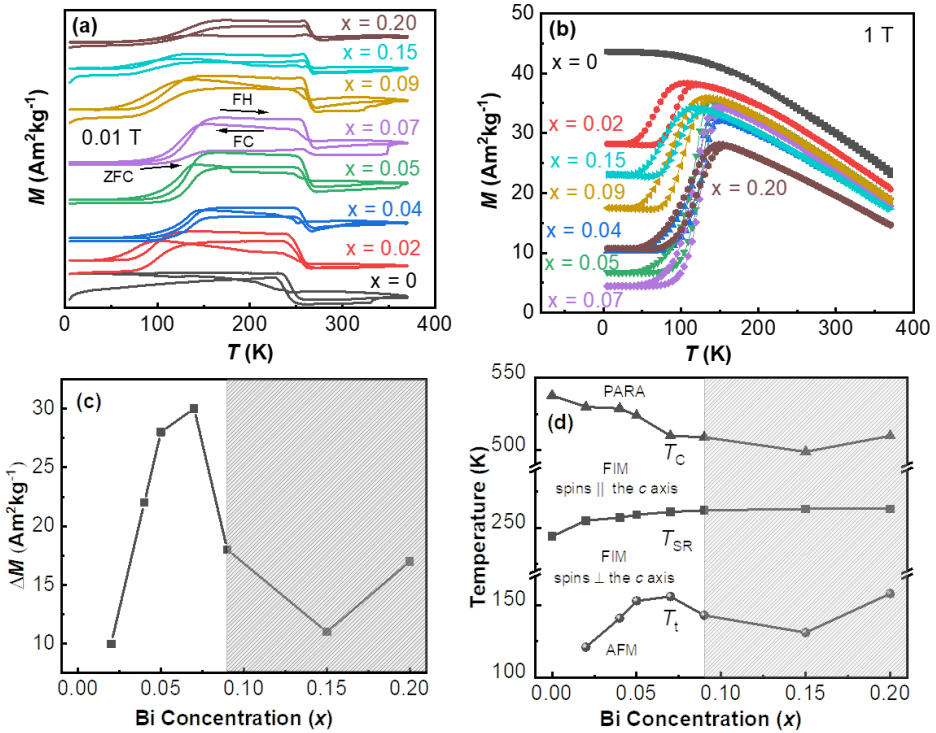 (a)
x = 0.20
x = 0.15
x = 0.09
FH
0.01 T
x = 0.07
FC
ZFC
x = 0.05
x = 0.04
x = 0.02
x = 0
M (Am²kg⁻¹)
0 100 200 300 400
T (K)
(b)
1 T
50
45
40
35
30
25
20
15
10
5
0
x = 0
x = 0.02
x = 0.15
x = 0.09
x = 0.20
x = 0.04
x = 0.05
x = 0.07
M (Am²kg⁻¹)
0 100 200 300 400
T (K)
(c)
30
25
20
15
10
ΔM (Am²kg⁻¹)
0.00 0.05 0.10 0.15 0.20
Bi Concentration (x)
550
500
250
150
100
Temperature (K)
PARA
(d)
T_C
FIM
spins || the c axis
T_SR
FIM
spins ⊥ the c axis
T_t
AFM
0.00 0.05 0.10 0.15 0.20
Bi Concentration (x)